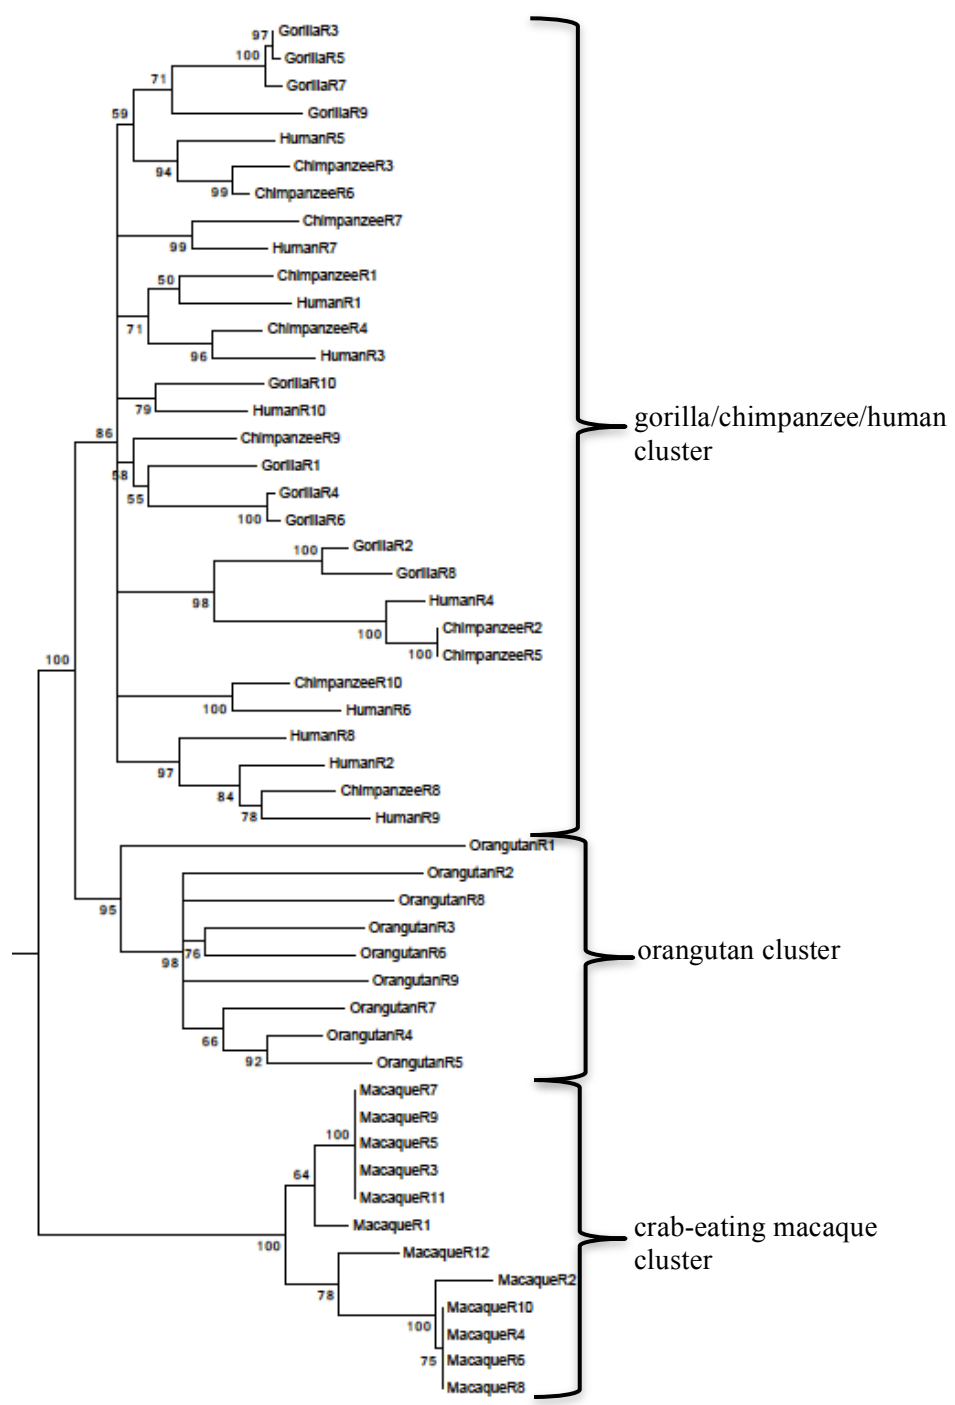 97 GorillaR3
100 GorillaR5
71 GorillaR7
59 GorillaR9
HumanR5
94 ChimpanzeeR3
99 ChimpanzeeR6
ChimpanzeeR7
99 HumanR7
50 ChimpanzeeR1
HumanR1
71 ChimpanzeeR4
96 HumanR3
GorillaR10
79 HumanR10
gorilla/chimpanzee/human
cluster
86 ChimpanzeeR9
58 GorillaR1
55 GorillaR4
100 GorillaR6
100 GorillaR2
GorillaR8
98 HumanR4
100 ChimpanzeeR2
100 ChimpanzeeR5
100
ChimpanzeeR10
100 HumanR6
HumanR8
97 HumanR2
84 ChimpanzeeR8
78 HumanR9
OrangutanR1
OrangutanR2
95 OrangutanR8
OrangutanR3
76 OrangutanR6
98
orangutan cluster
OrangutanR9
OrangutanR7
66 OrangutanR4
92 OrangutanR5
MacaqueR7
MacaqueR9
100 MacaqueR5
64 MacaqueR3
MacaqueR11
MacaqueR1
100 MacaqueR12
crab-eating macaque
cluster
78 MacaqueR2
MacaqueR10
100 MacaqueR4
75 MacaqueR6
MacaqueR8